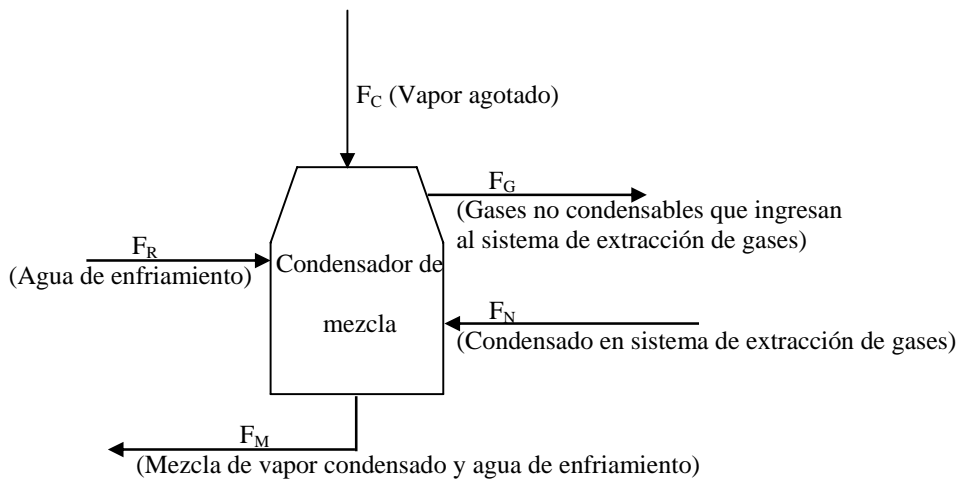 F_C (Vapor agotado)
F_G
(Gases no condensables que ingresan
al sistema de extracción de gases)
F_R
(Agua de enfriamiento)
Condensador de
mezcla
F_N
(Condensado en sistema de extracción de gases)
F_M
(Mezcla de vapor condensado y agua de enfriamiento)